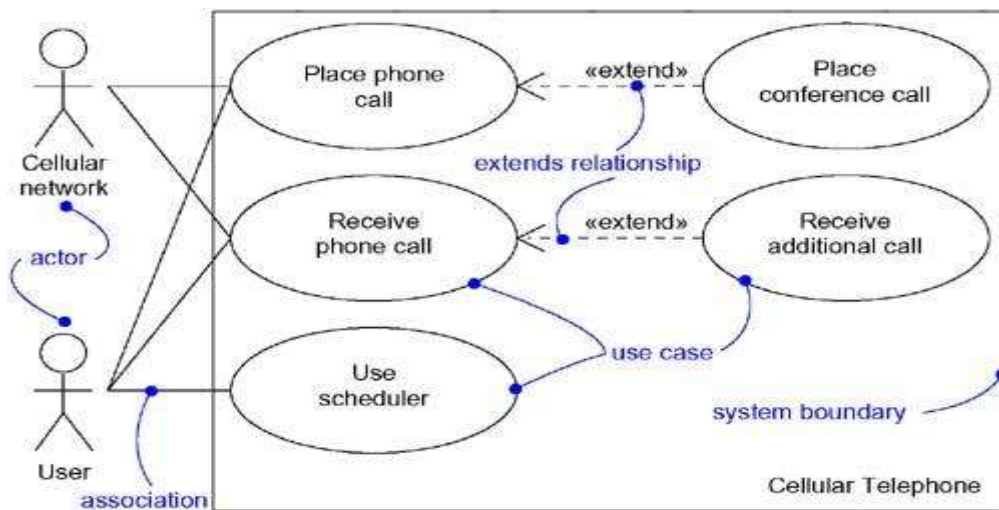 Place phone
call
«extend»
Place
conference call
Cellular
network
extends relationship
actor
Receive
phone call
«extend»
Receive
additional call
use case
Use
scheduler
system boundary
User
association
Cellular Telephone